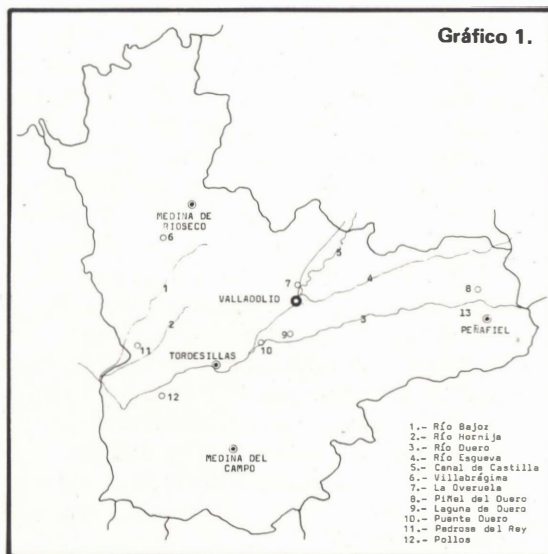 Gráfico 1.
MEDINA DE
RIOSECO
6
5
1
7
4
VALLADOLID
8
2
13
3
9
PEÑAFIEL
11
TORDESILLAS
10
12
MEDINA DEL
CAMPO
1.- Río Bajoz
2.- Río Hornija
3.- Río Duero
4.- Río Esgueva
5.- Canal de Castilla
6.- Villabrágima
7.- La Overuela
8.- Piñel del Duero
9.- Laguna de Duero
10.- Puente Duero
11.- Pedrosa del Rey
12.- Pollos